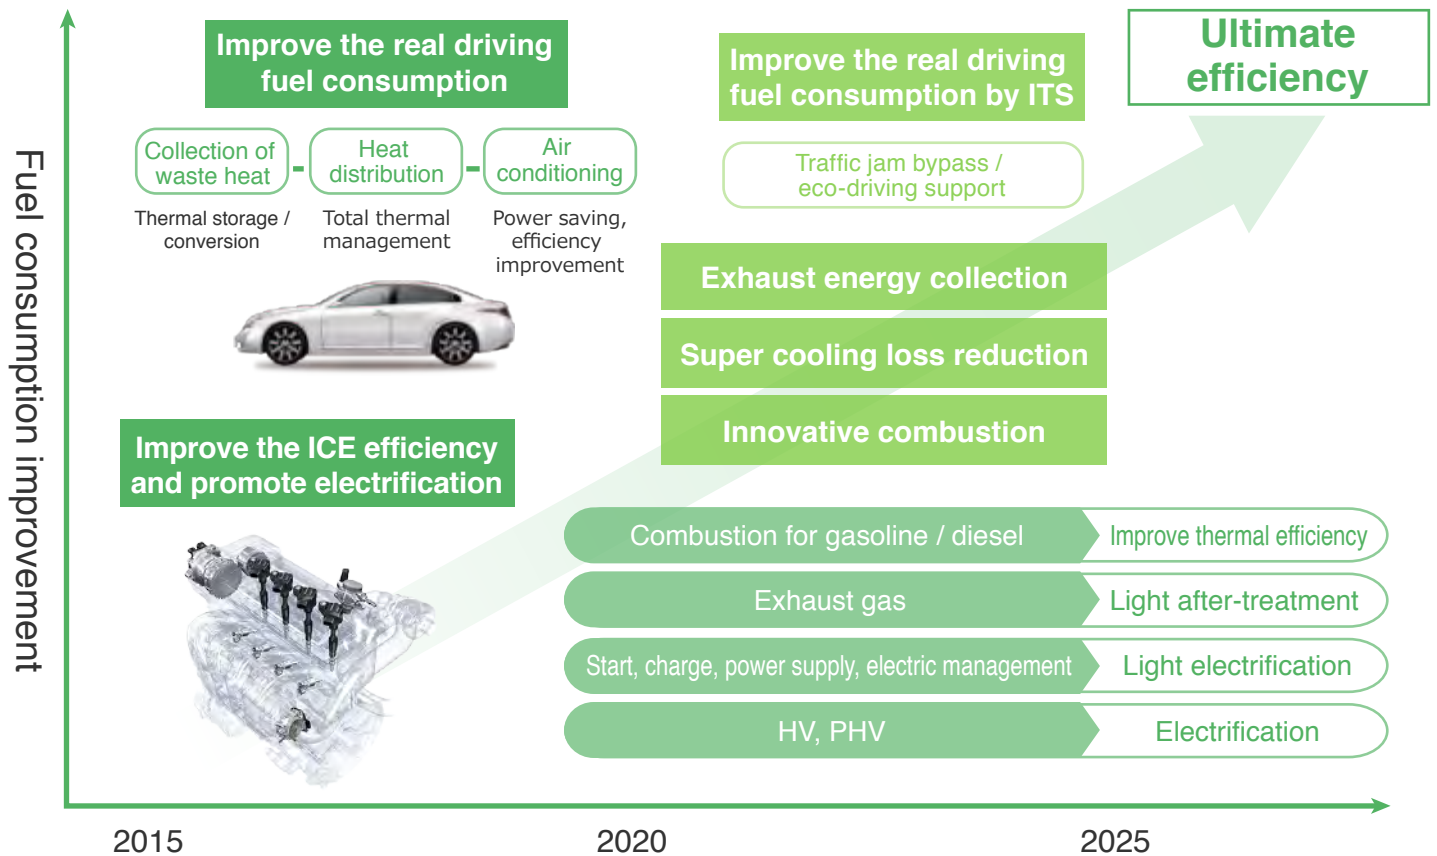 Fuel consumption improvement
Improve the real driving
fuel consumption
Collection of
waste heat
Heat
distribution
Air
conditioning
Thermal storage /
conversion
Total thermal
management
Power saving,
efficiency
improvement
Improve the ICE efficiency
and promote electrification
Improve the real driving
fuel consumption by ITS
Traffic jam bypass /
eco-driving support
Ultimate
efficiency
Exhaust energy collection
Super cooling loss reduction
Innovative combustion
Combustion for gasoline / diesel
Improve thermal efficiency
Exhaust gas
Light after-treatment
Start, charge, power supply, electric management
Light electrification
HV, PHV
Electrification
2015
2020
2025